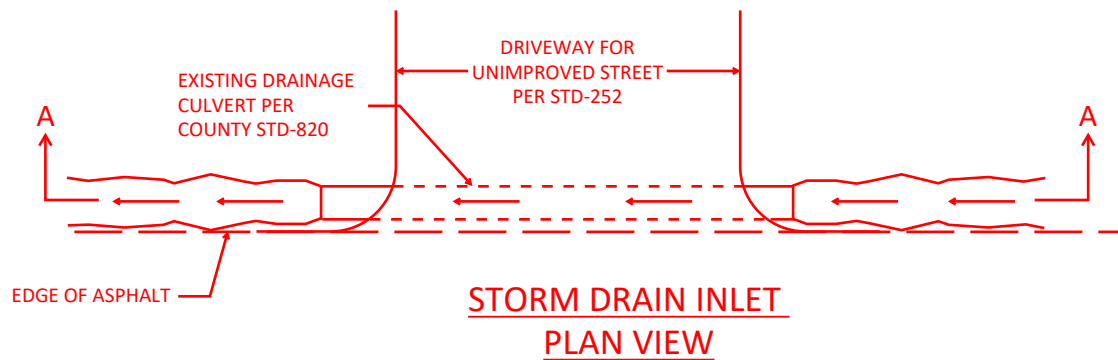 DRIVEWAY FOR
UNIMPROVED STREET
PER STD-252
EXISTING DRAINAGE
CULVERT PER
COUNTY STD-820
A
A
EDGE OF ASPHALT
STORM DRAIN INLET
PLAN VIEW